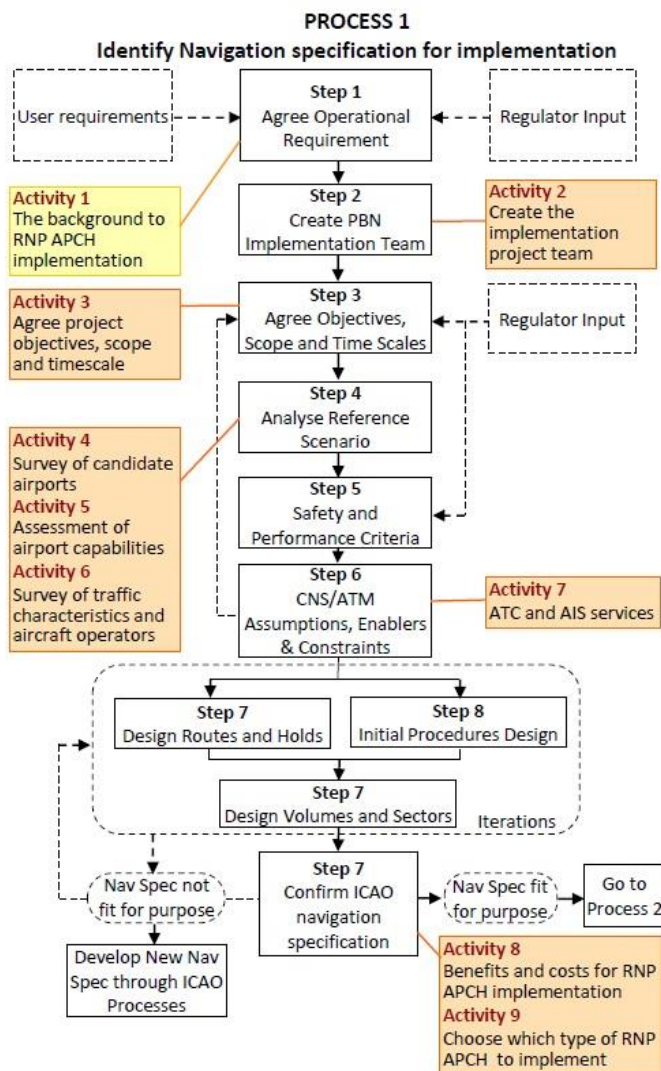 PROCESS 1
Identify Navigation specification for implementation
User requirements
Step 1
Agree Operational
Requirement
Regulator Input
Activity 1
The background to
RNP APCH
implementation
Step 2
Create PBN
Implementation Team
Activity 2
Create the
implementation
project team
Activity 3
Agree project
objectives, scope
and timescale
Step 3
Agree Objectives,
Scope and Time Scales
Regulator Input
Step 4
Analyse Reference
Scenario
Activity 4
Survey of candidate
airports
Activity 5
Assessment of
airport capabilities
Activity 6
Survey of traffic
characteristics and
aircraft operators
Step 5
Safety and
Performance Criteria
Step 6
CNS/ATM
Assumptions, Enablers
& Constraints
Activity 7
ATC and AIS services
Step 7
Design Routes and Holds
Step 8
Initial Procedures Design
Step 7
Design Volumes and Sectors
Iterations
Nav Spec not
fit for purpose
Step 7
Confirm ICAO
navigation
specification
Nav Spec fit
for purpose
Go to
Process 2
Develop New Nav
Spec through ICAO
Processes
Activity 8
Benefits and costs for RNP
APCH implementation
Activity 9
Choose which type of RNP
APCH to implement